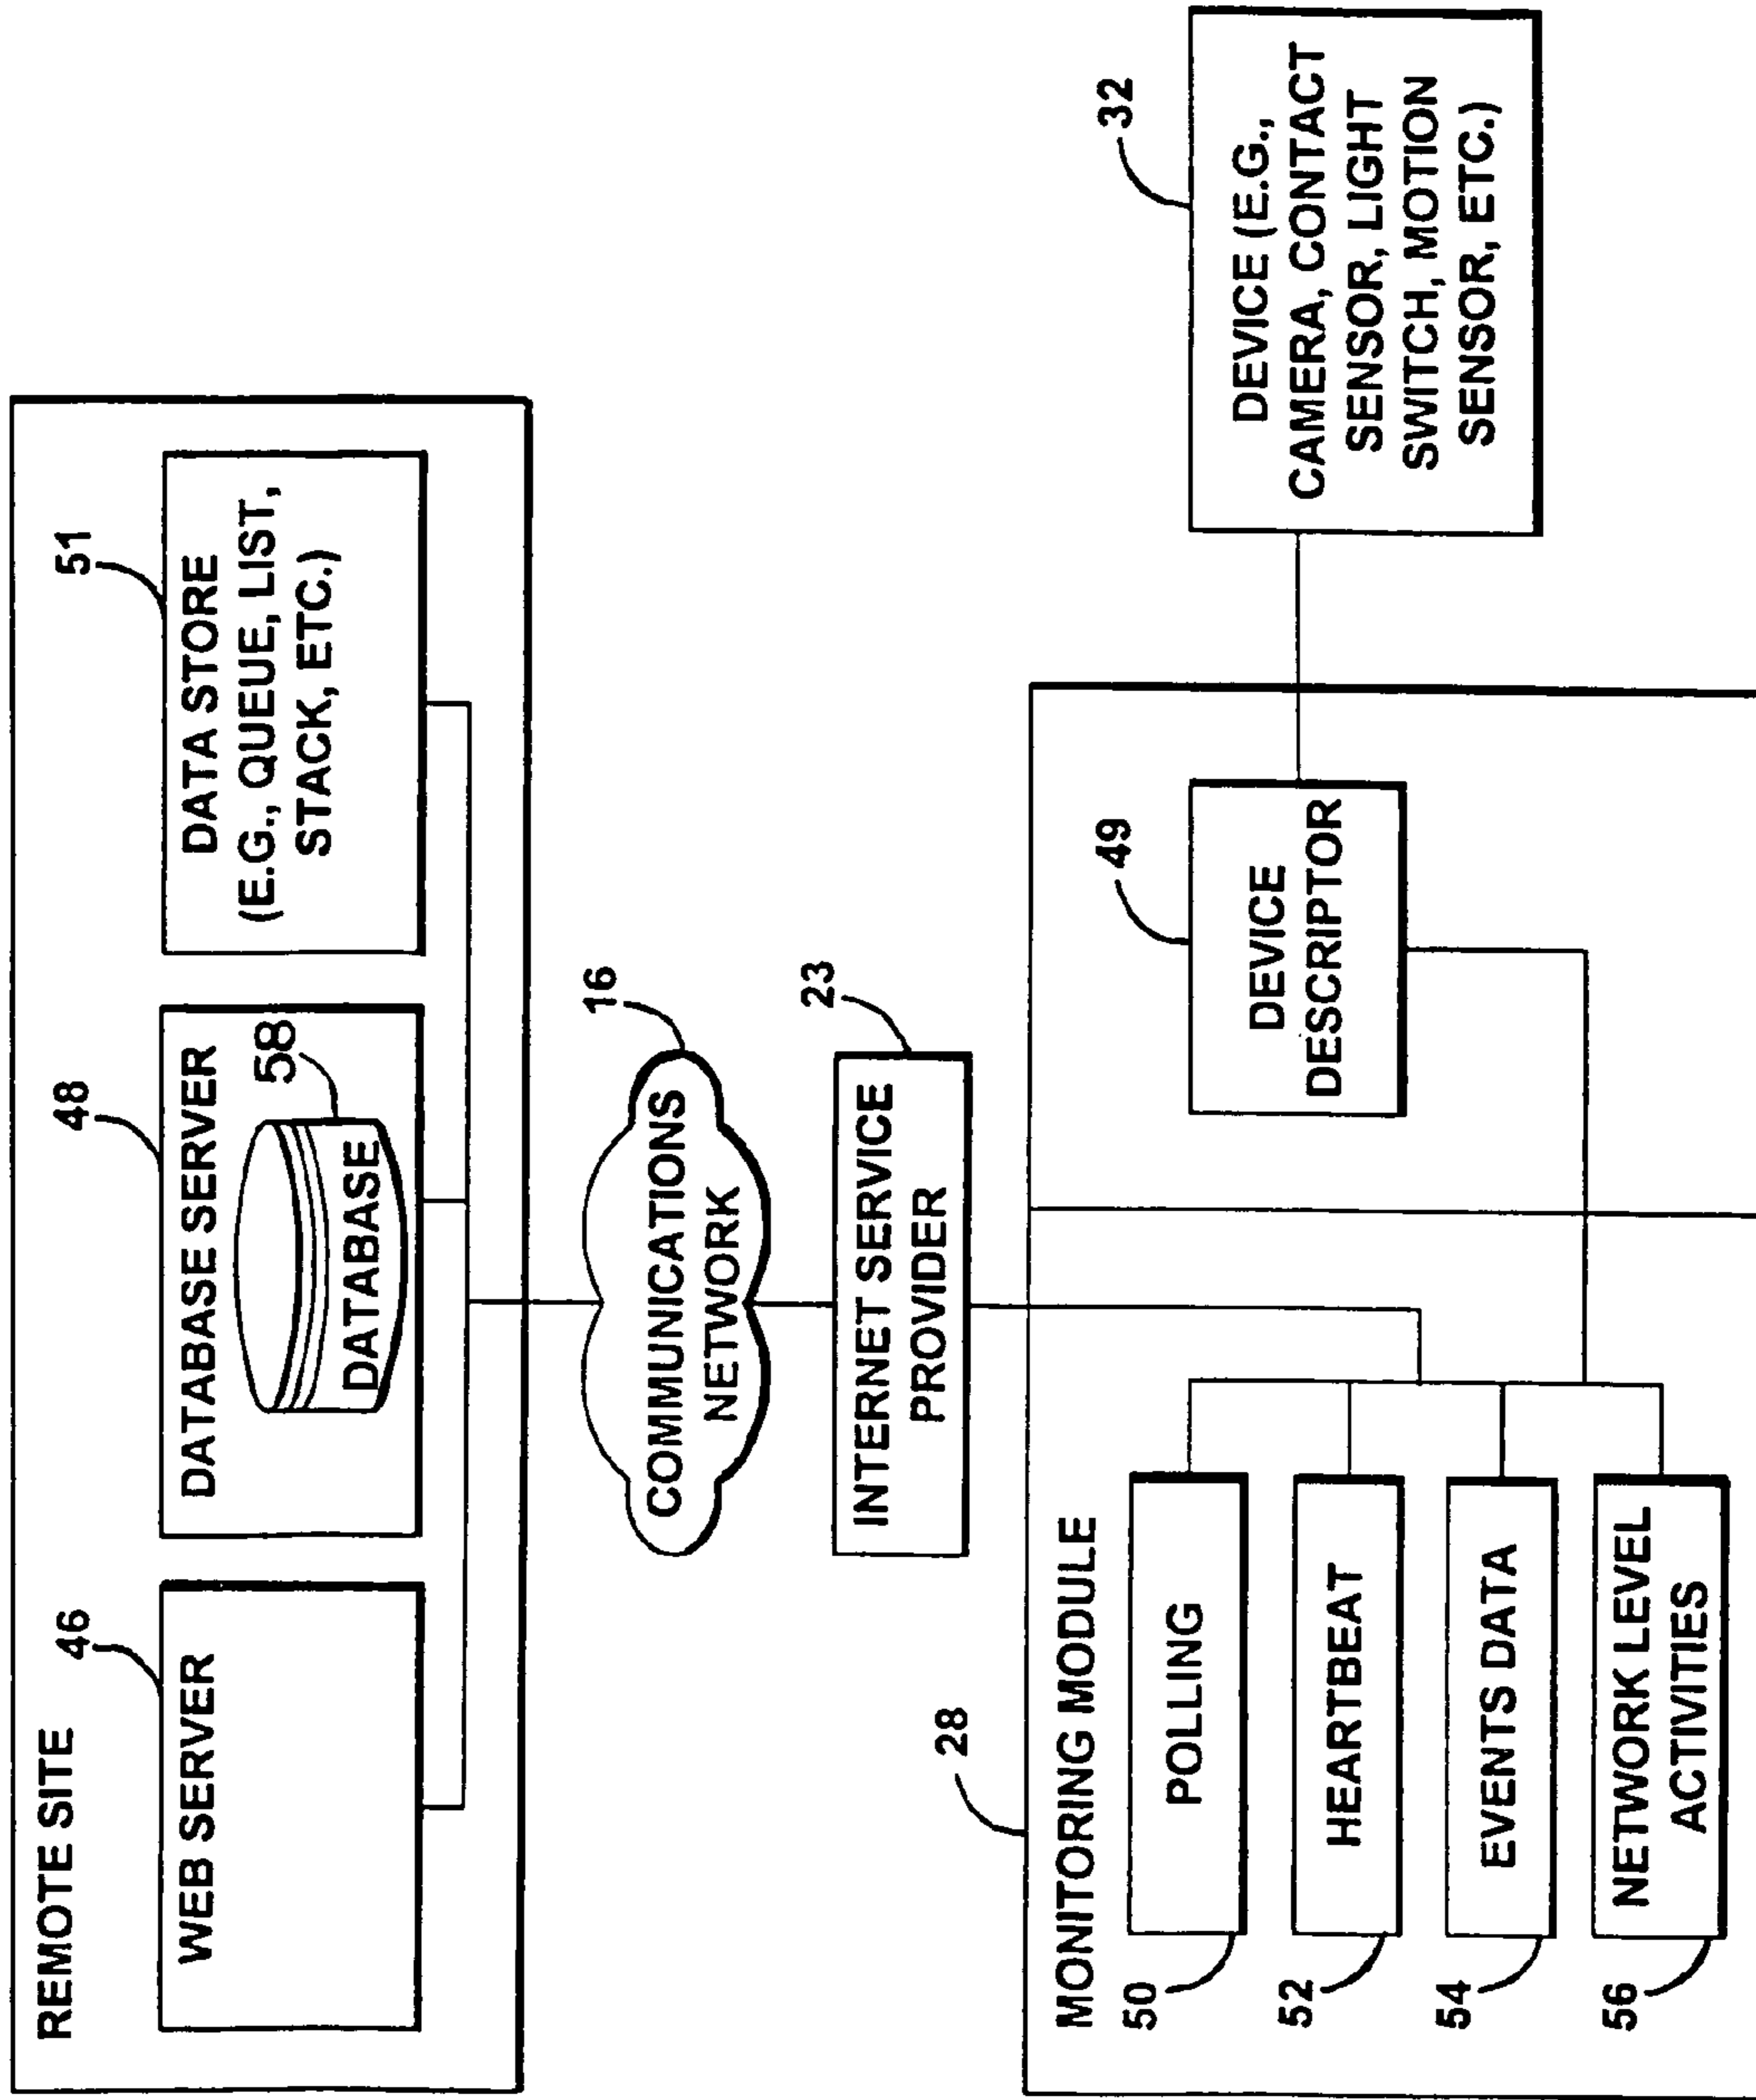 REMOTE SITE
46
WEB SERVER
48
DATABASE SERVER
58
DATABASE
51
DATA STORE
(E.G., QUEUE, LIST,
STACK, ETC.)
16
COMMUNICATIONS
NETWORK
23
INTERNET SERVICE
PROVIDER
28
MONITORING MODULE
50
POLLING
52
HEARTBEAT
54
EVENTS DATA
56
NETWORK LEVEL
ACTIVITIES
49
DEVICE
DESCRIPTOR
32
DEVICE (E.G.,
CAMERA, CONTACT
SENSOR, LIGHT
SWITCH, MOTION
SENSOR, ETC.)